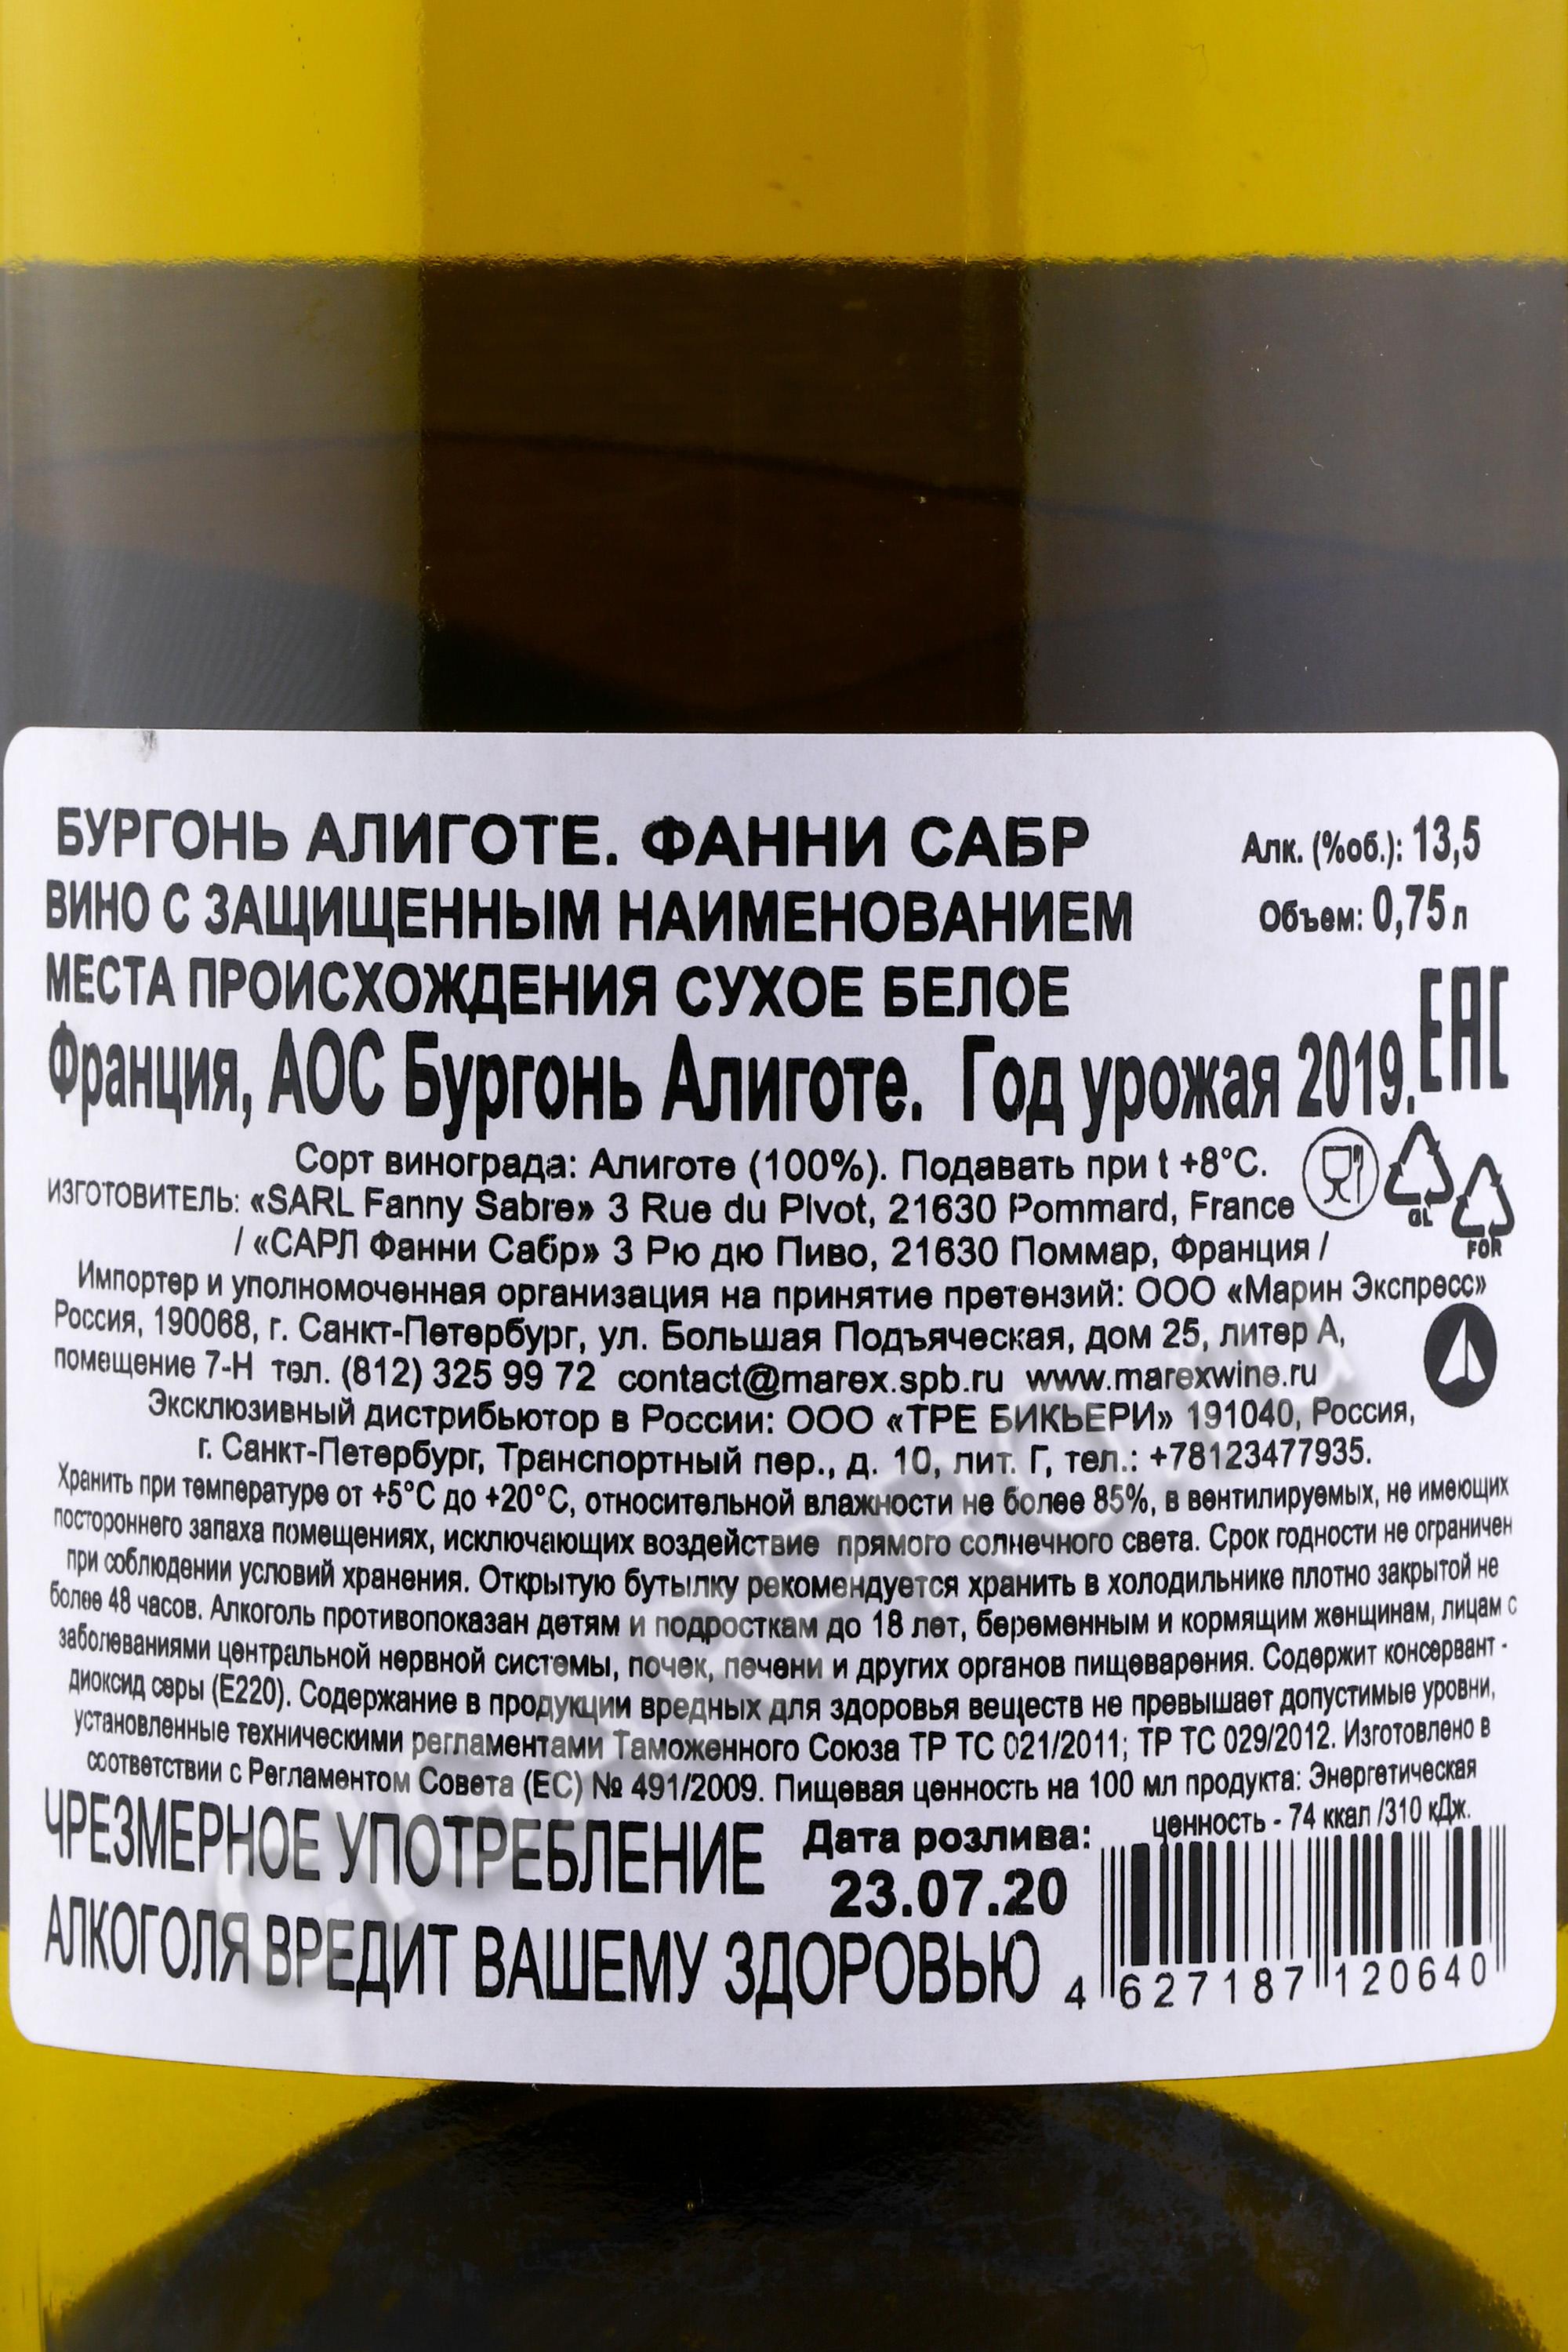 БУРГОНЬ АЛИГОТЕ. ФАННИ САБР
Алк. (%об.): 13,5
ВИНО С ЗАЩИЩЕННЫМ НАИМЕНОВАНИЕМ
Объем: 0,75 л
МЕСТА ПРОИСХОЖДЕНИЯ СУХОЕ БЕЛОЕ
Франция, АОС Бургонь Алиготе. Год урожая 2019.
EAC
Сорт винограда: Алиготе (100%). Подавать при t +8°C.
ИЗГОТОВИТЕЛЬ: «SARL Fanny Sabre» 3 Rue du Pivot, 21630 Pommard, France
GL
/ «САРЛ Фанни Сабр» 3 Рю дю Пиво, 21630 Поммар, Франция /
FOR
Импортер и уполномоченная организация на принятие претензий: ООО «Марин Экспресс»
Россия, 190068, г. Санкт-Петербург, ул. Большая Подъяческая, дом 25, литер А,
помещение 7-Н тел. (812) 325 99 72 contact@marex.spb.ru www.marexwine.ru
Эксклюзивный дистрибьютор в России: ООО «ТРЕ БИКЬЕРИ» 191040, Россия,
г. Санкт-Петербург, Транспортный пер., д. 10, лит. Г, тел.: +78123477935.
Хранить при температуре от +5°C до +20°C, относительной влажности не более 85%, в вентилируемых, не имеющих
постороннего запаха помещениях, исключающих воздействие прямого солнечного света. Срок годности не ограничен
при соблюдении условий хранения. Открытую бутылку рекомендуется хранить в холодильнике плотно закрытой не
более 48 часов. Алкоголь противопоказан детям и подросткам до 18 лет, беременным и кормящим женщинам, лицам с
заболеваниями центральной нервной системы, почек, печени и других органов пищеварения. Содержит консервант -
диоксид серы (Е220). Содержание в продукции вредных для здоровья веществ не превышает допустимые уровни,
установленные техническими регламентами Таможенного Союза ТР ТС 021/2011; ТР ТС 029/2012. Изготовлено в
соответствии с Регламентом Совета (ЕС) № 491/2009. Пищевая ценность на 100 мл продукта: Энергетическая
ценность - 74 ккал /310 кДж.
ЧРЕЗМЕРНОЕ УПОТРЕБЛЕНИЕ
АЛКОГОЛЯ ВРЕДИТ ВАШЕМУ ЗДОРОВЬЮ
Дата розлива:
23.07.20
4 627187 120640